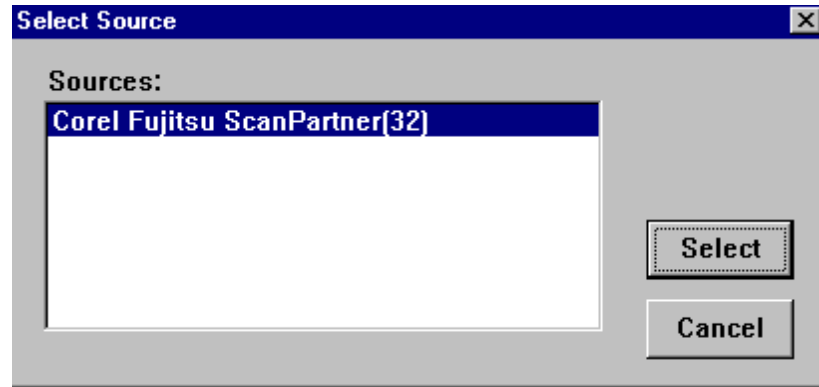 Select Source
Sources:
Corel Fujitsu ScanPartner(32)
Select
Cancel